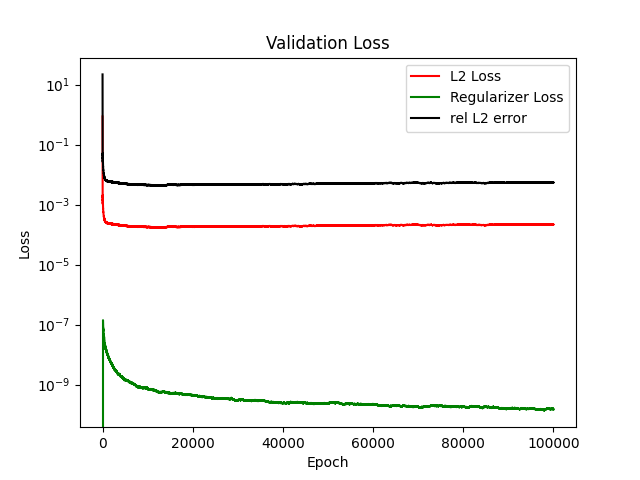 Validation Loss
L2 Loss
Regularizer Loss
rel L2 error
10^1
10^-1
10^-3
10^-5
10^-7
10^-9
Loss
0 20000 40000 60000 80000 100000
Epoch